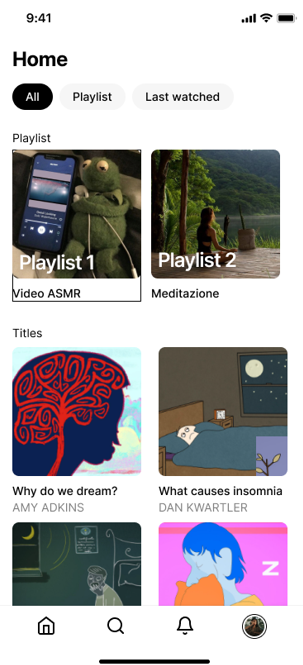 9:41
Home
All
Playlist
Last watched
Playlist
Playlist 1
Playlist 2
Video ASMR
Meditazione
Titles
Why do we dream?
What causes insomnia
AMY ADKINS
DAN KWARTLER
Z